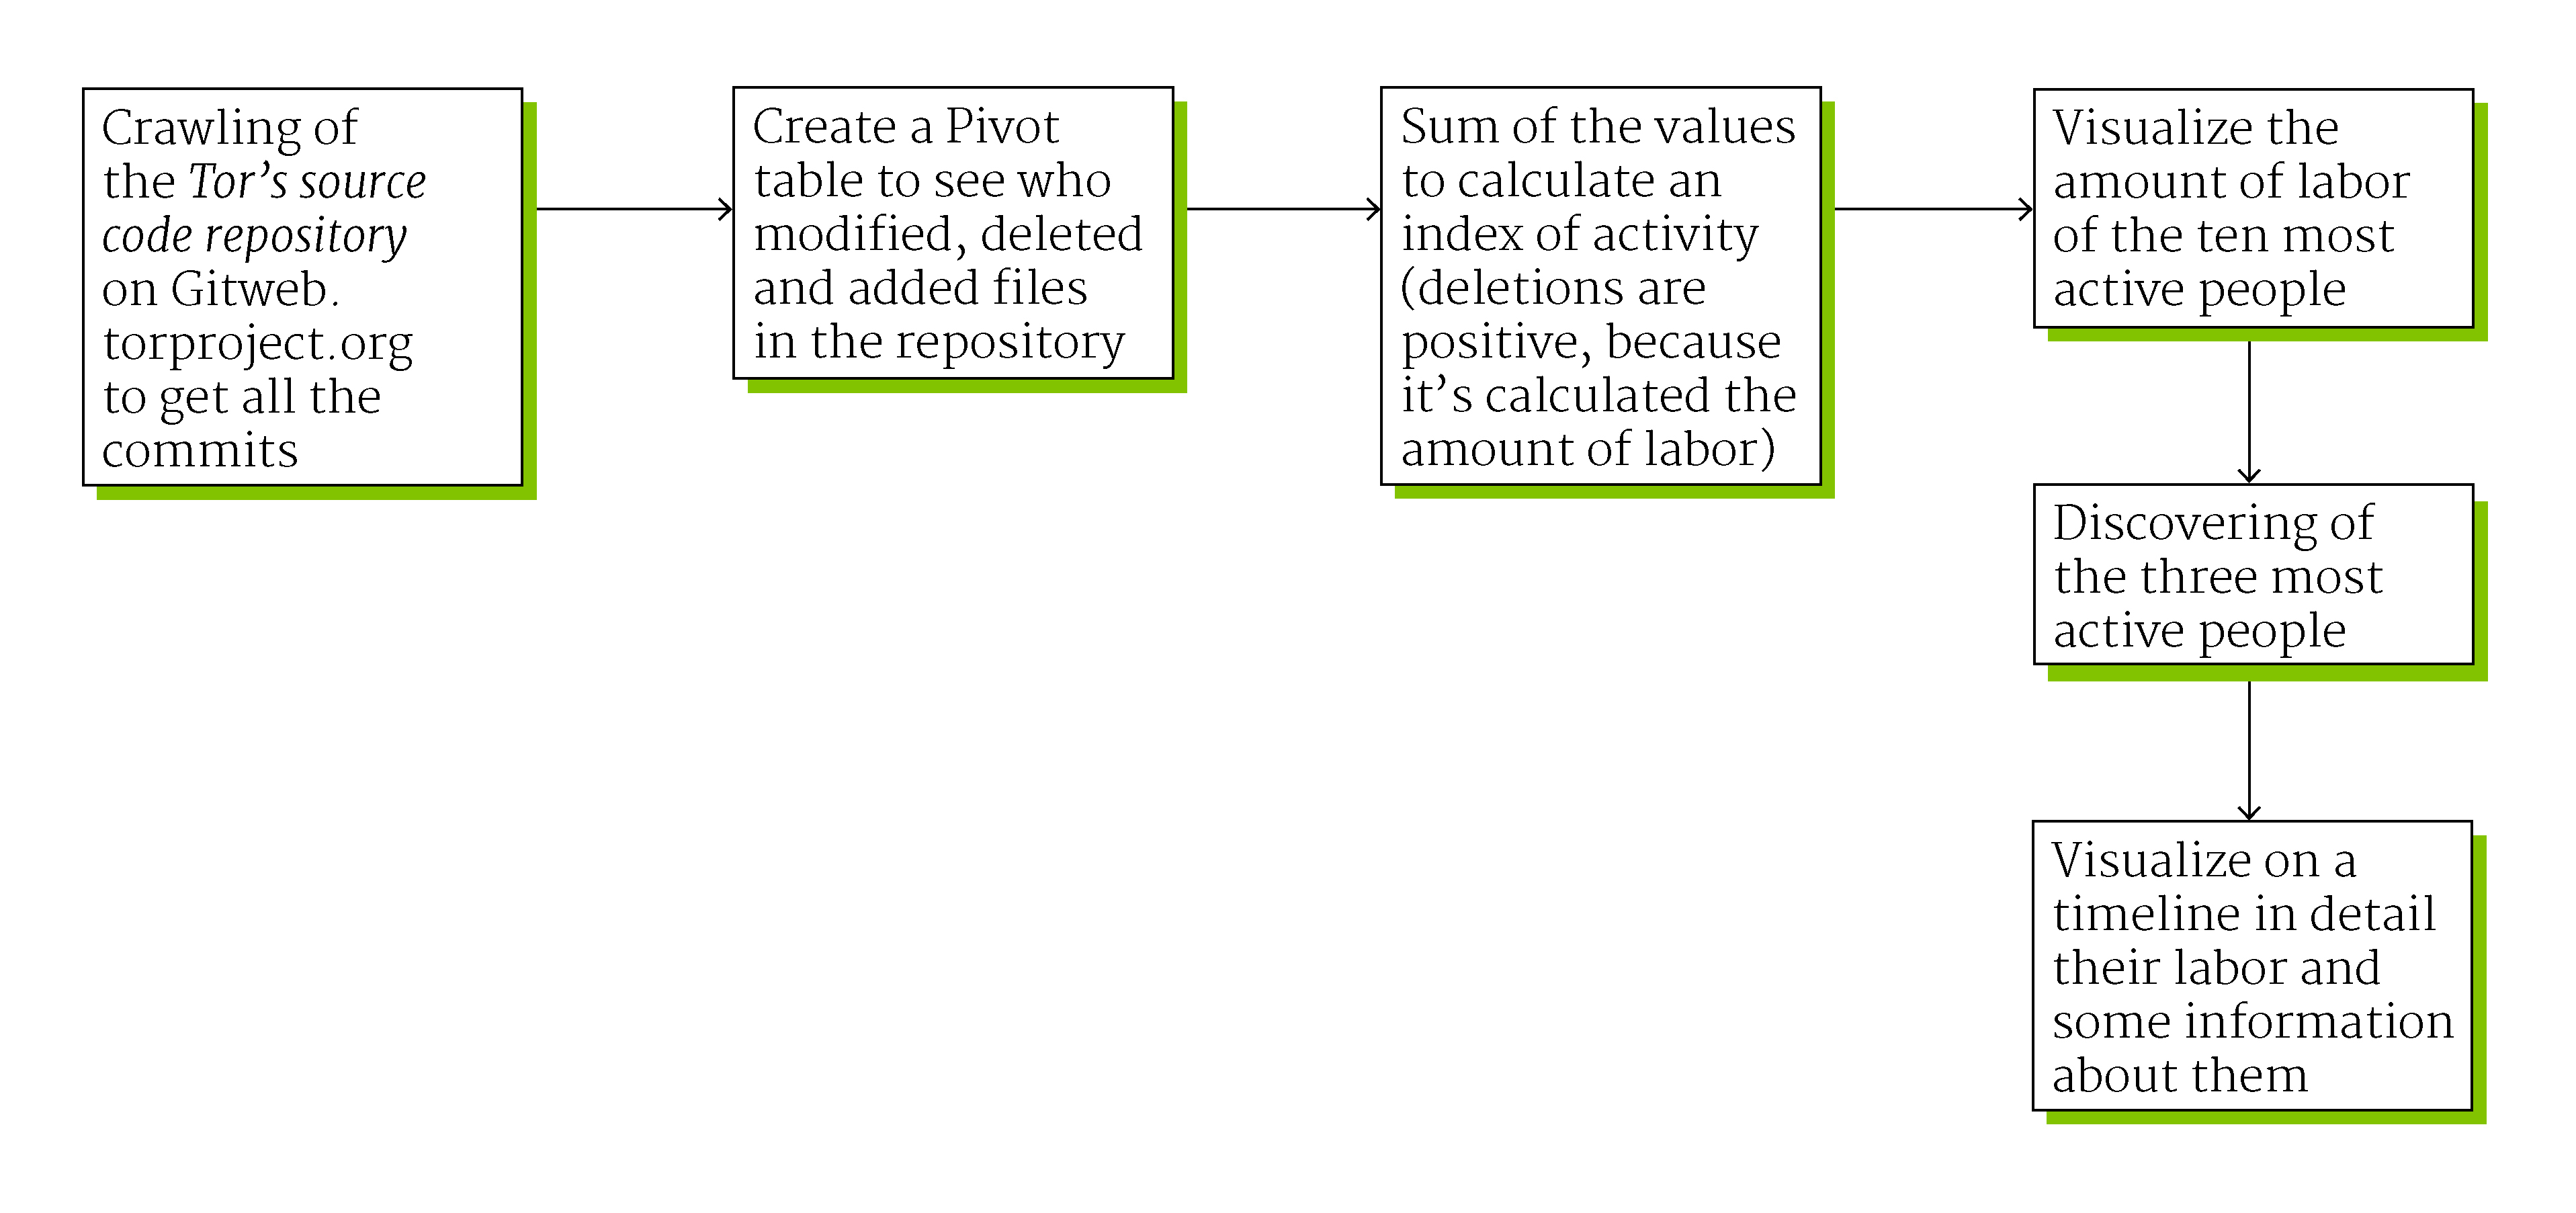 Crawling of
the Tor’s source
code repository
on Gitweb.
torproject.org
to get all the
commits
Create a Pivot
table to see who
modified, deleted
and added files
in the repository
Sum of the values
to calculate an
index of activity
(deletions are
positive, because
it’s calculated the
amount of labor)
Visualize the
amount of labor
of the ten most
active people
Discovering of
the three most
active people
Visualize on a
timeline in detail
their labor and
some information
about them